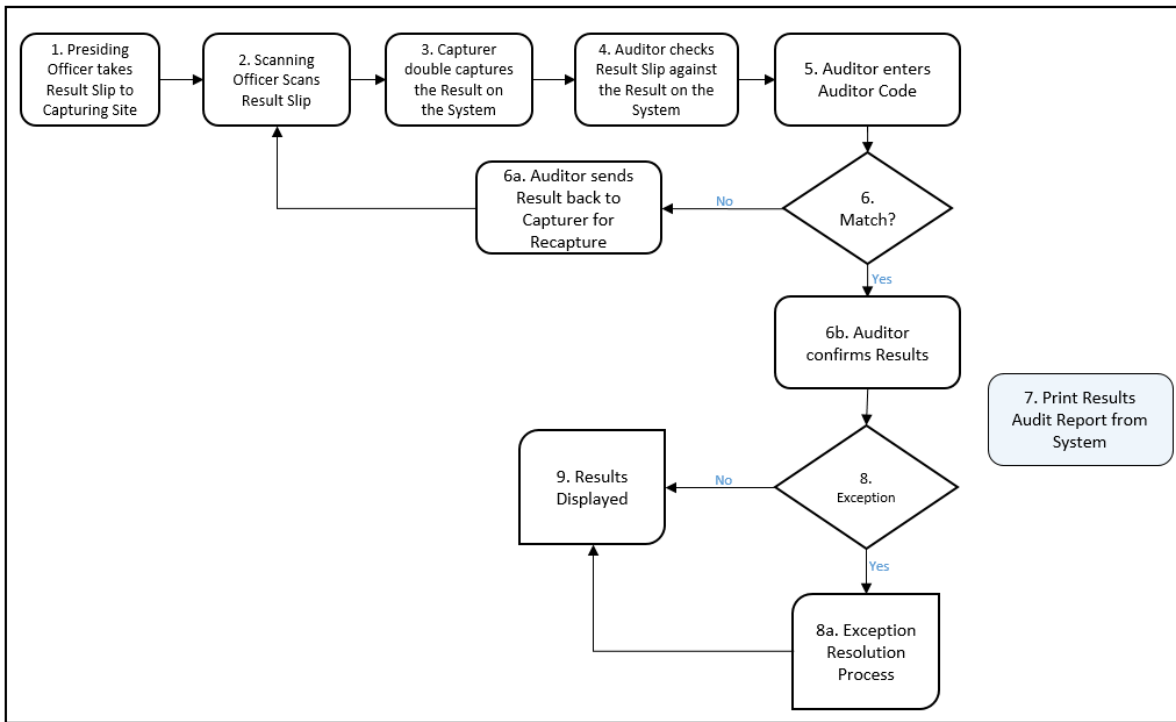 1. Presiding
Officer takes
Result Slip to
Capturing Site
2. Scanning
Officer Scans
Result Slip
3. Capturer
double captures
the Result on
the System
4. Auditor checks
Result Slip against
the Result on the
System
5. Auditor enters
Auditor Code
6a. Auditor sends
Result back to
Capturer for
Recapture
No
6.
Match?
Yes
6b. Auditor
confirms Results
7. Print Results
Audit Report from
System
9. Results
Displayed
No
8.
Exception
Yes
8a. Exception
Resolution
Process